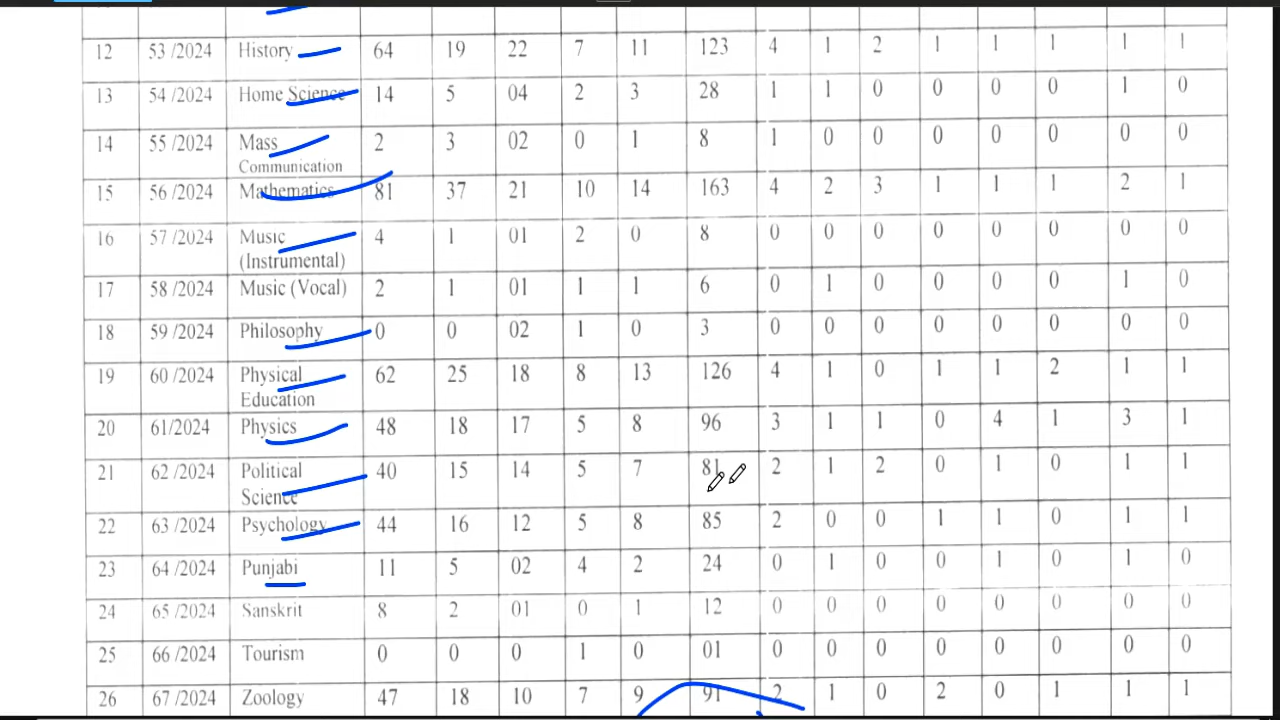 12 53 /2024 History 64 19 22 7 11 123 4 1 2 1 1 1 1 1
13 54 /2024 Home Science 14 5 04 2 3 28 1 1 0 0 0 0 1 0
14 55 /2024 Mass 2 3 02 0 1 8 1 0 0 0 0 0 0 0
Communication
15 56 /2024 Mathematics 81 37 21 10 14 163 4 2 3 1 1 1 2 1
16 57 /2024 Music 4 1 01 2 0 8 0 0 0 0 0 0 0 0
(Instrumental)
17 58 /2024 Music (Vocal) 2 1 01 1 1 6 0 1 0 0 0 0 1 0
18 59 /2024 Philosophy 0 0 02 1 0 3 0 0 0 0 0 0 0 0
19 60 /2024 Physical 62 25 18 8 13 126 4 1 0 1 1 2 1 1
Education
20 61/2024 Physics 48 18 17 5 8 96 3 1 1 0 4 1 3 1
21 62 /2024 Political 40 15 14 5 7 81 2 1 2 0 1 0 1 1
Science
22 63 /2024 Psychology 44 16 12 5 8 85 2 0 0 1 1 0 1 1
23 64 /2024 Punjabi 11 5 02 4 2 24 0 1 0 0 1 0 1 0
24 65 /2024 Sanskrit 8 2 01 0 1 12 0 0 0 0 0 0 0 0
25 66 /2024 Tourism 0 0 0 1 0 01 0 0 0 0 0 0 0 0
26 67 /2024 Zoology 47 18 10 7 9 91 2 1 0 2 0 1 1 1